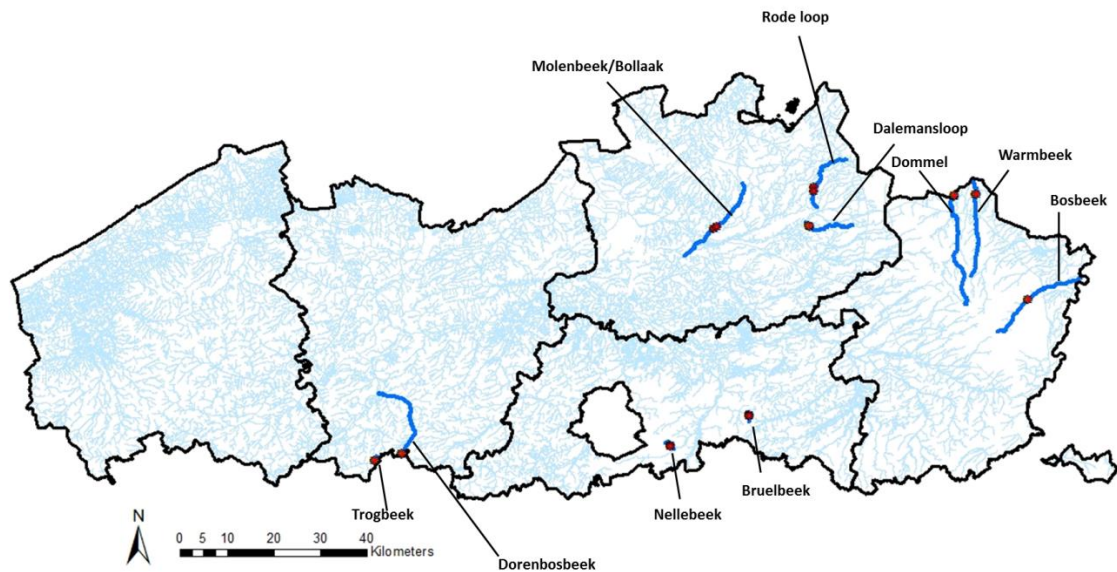 Rode loop
Molenbeek/Bollaak
Dalemansloop
Dommel
Warmbeek
Bosbeek
Trogbeek
Nellebeek
Bruelbeek
Dorenbosbeek
N
0 5 10 20 30 40
Kilometers